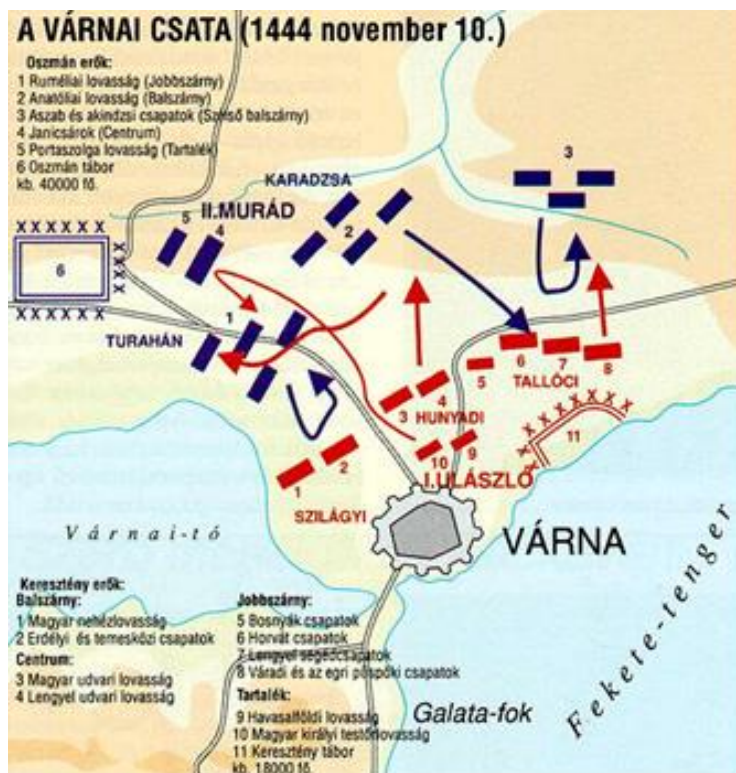 A VÁRNAI CSATA (1444 november 10.)
Oszmán erők:
1 Ruméliai lovasság (Jobbszárny)
2 Anatóliai lovasság (Balszárny)
3 Aszab és akindzsi csapatok (Szélső balszárny)
4 Janicsárok (Centrum)
5 Portaszolga lovasság (Tartalék)
6 Oszmán tábor
kb. 40000 fő.
KARADZSA
3
II.MURÁD
5
4
2
6
1
TURAHÁN
6
7
8
5
TALLÓCI
3
4
HUNYADI
9
10
11
I.ULÁSZLÓ
1
2
SZILÁGYI
VÁRNA
Várnai-tó
Fekete-tenger
Galata-fok
Keresztény erők:
Balszárny:
1 Magyar nehézlovasság
2 Erdélyi és temesközi csapatok
Centrum:
3 Magyar udvari lovasság
4 Lengyel udvari lovasság
Jobbszárny:
5 Bosnyák csapatok
6 Horvát csapatok
7 Lengyel segédcsapatok
8 Váradi és az egri püspöki csapatok
Tartalék:
9 Havasalföldi lovasság
10 Magyar királyi testőrlovasság
11 Keresztény tábor
kb. 18000 fő.